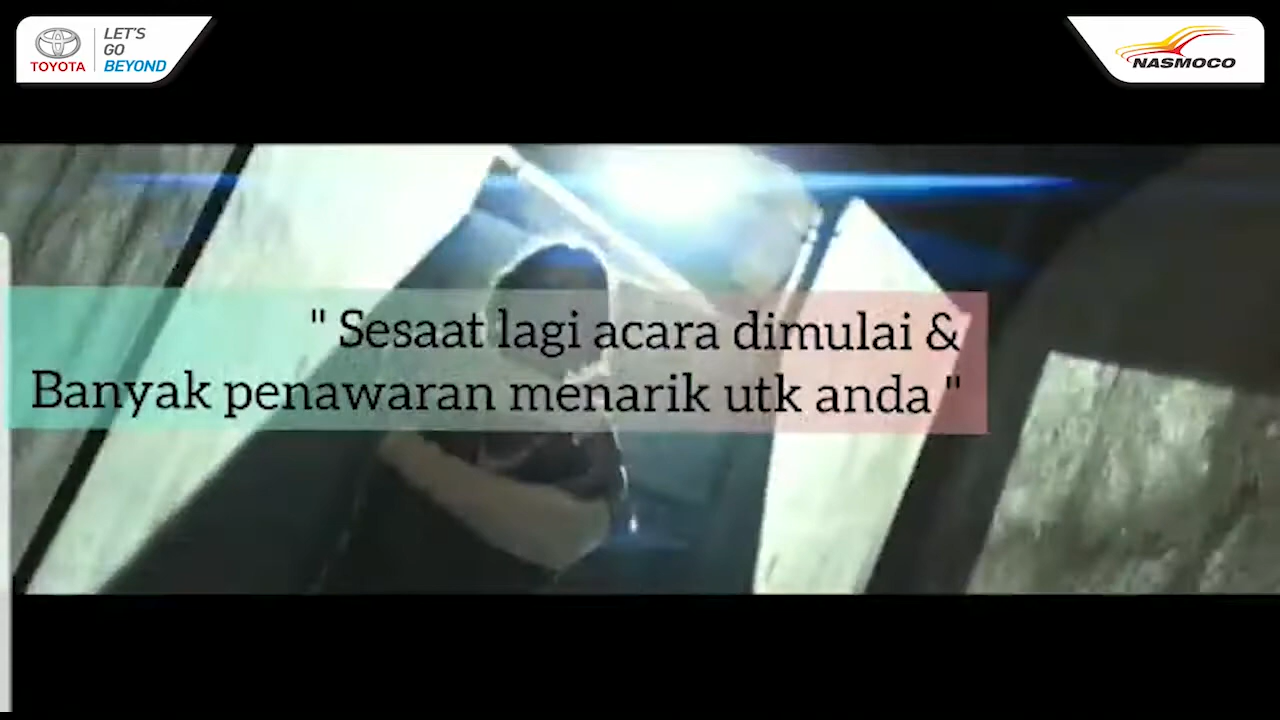 TOYOTA
LET'S
GO
BEYOND
NASMOCO
" Sesaat lagi acara dimulai &
Banyak penawaran menarik utk anda "